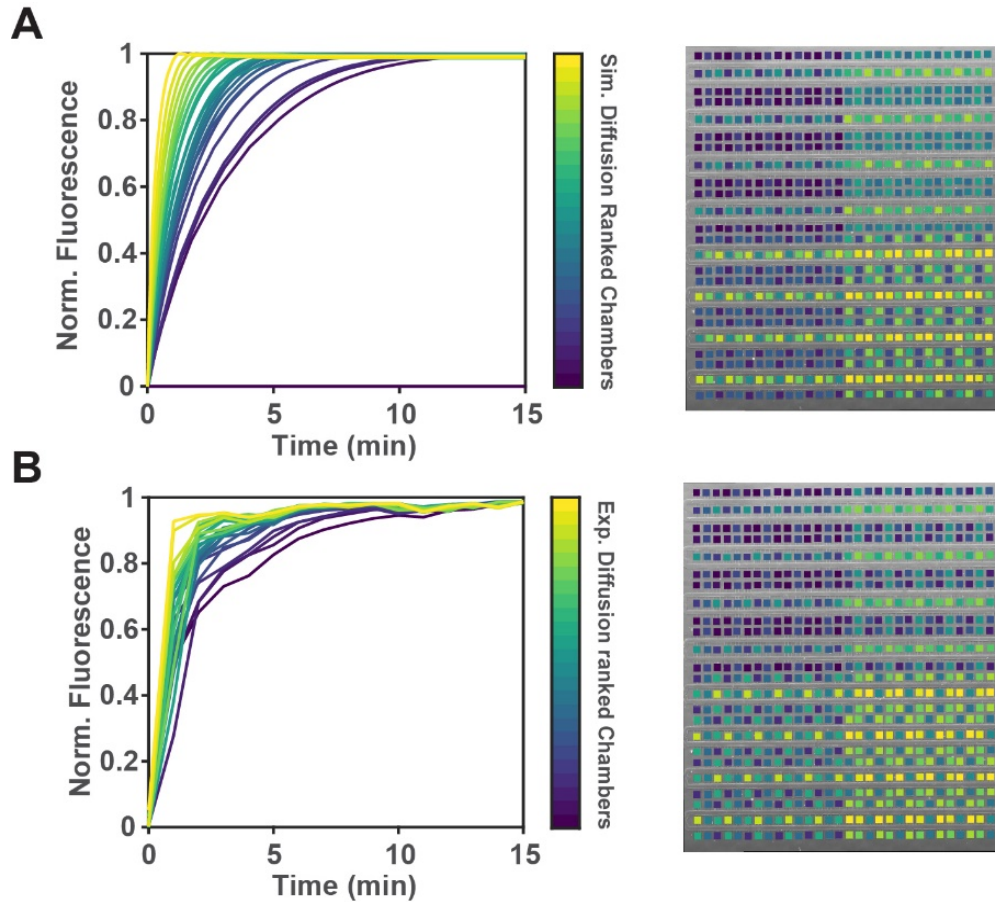 A
1
0.8
0.6
0.4
0.2
0
Norm. Fluorescence
0
5
10
15
Time (min)
Sim. Diffusion Ranked Chambers
B
1
0.8
0.6
0.4
0.2
0
Norm. Fluorescence
0
5
10
15
Time (min)
Exp. Diffusion ranked Chambers